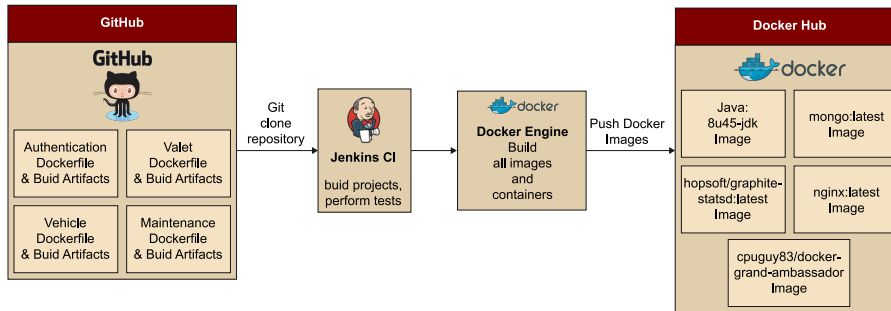 GitHub
GitHub
Authentication
Dockerfile
& Buid Artifacts
Valet
Dockerfile
& Buid Artifacts
Vehicle
Dockerfile
& Buid Artifacts
Maintenance
Dockerfile
& Buid Artifacts
Git
clone
repository
Jenkins CI
buid projects,
perform tests
docker
Docker Engine
Build
all images
and
containers
Push Docker
Images
Docker Hub
docker
Java:
8u45-jdk
Image
mongo:latest
Image
hopsoft/graphite-
statsd:latest
Image
nginx:latest
Image
cpuguy83/docker-
grand-ambassador
Image